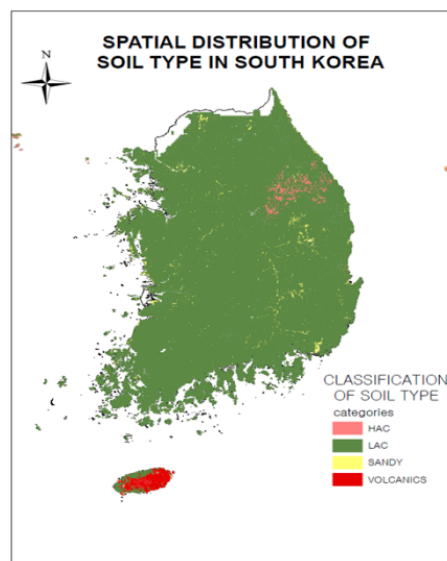 SPATIAL DISTRIBUTION OF
SOIL TYPE IN SOUTH KOREA
N
CLASSIFICATION
OF SOIL TYPE
categories
HAC
LAC
SANDY
VOLCANICS